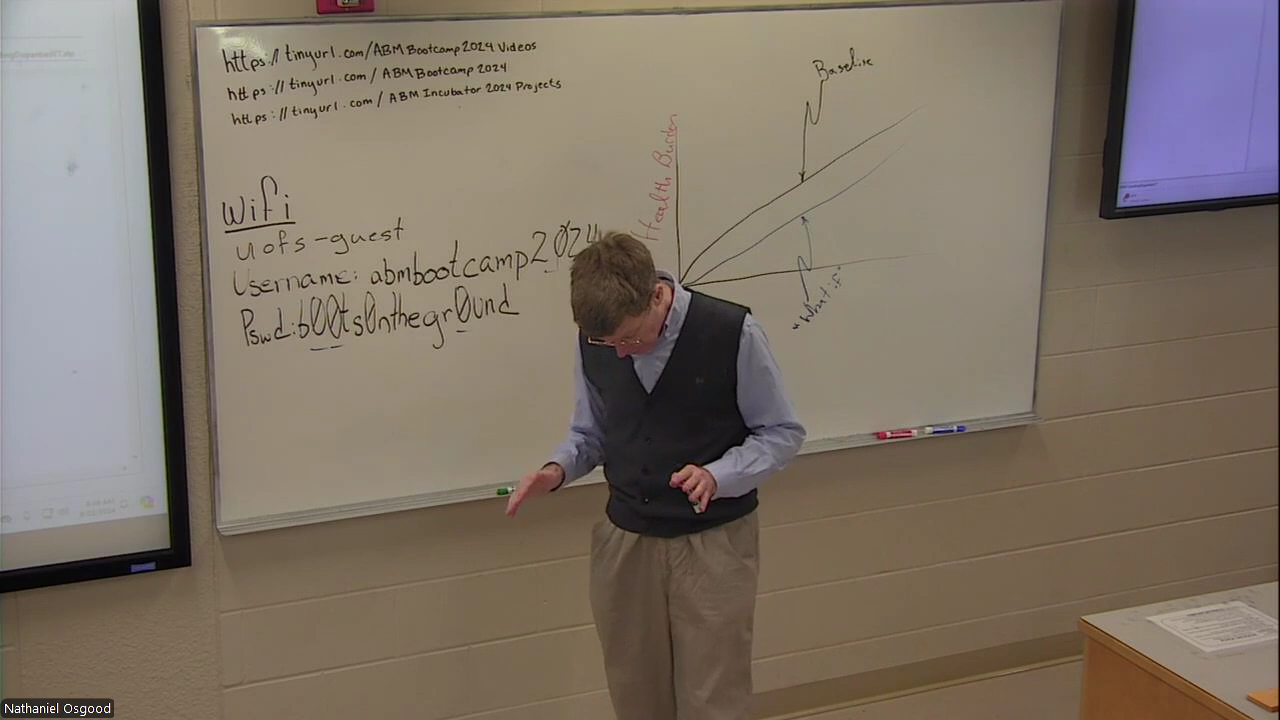 https://tinyurl.com/ABMBootcamp2024Videos
https://tinyurl.com/ABMBootcamp2024
https://tinyurl.com/ABMIncubator2024Projects
Wifi
uofs-guest
Username: abmbootcamp2024
Pswd: b00ts0nthegr0und
Health Burden
Baseline
"What if"
Nathaniel Osgood